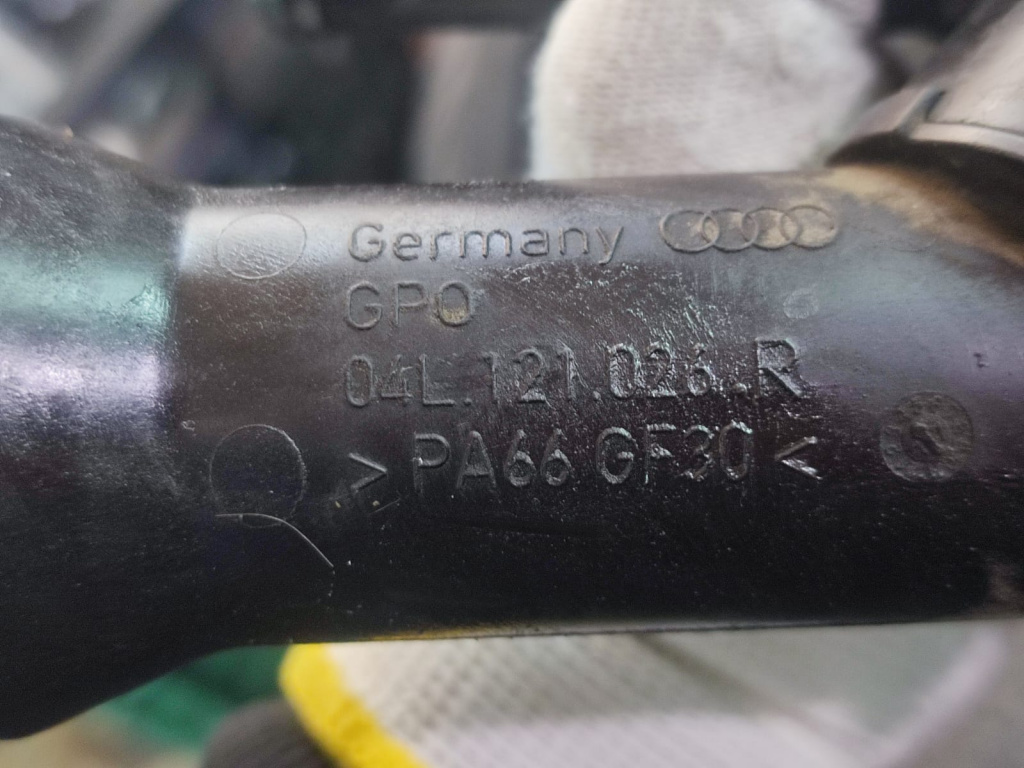 Germany
GPO
04L.121.026.R
> PA66 GF30 <